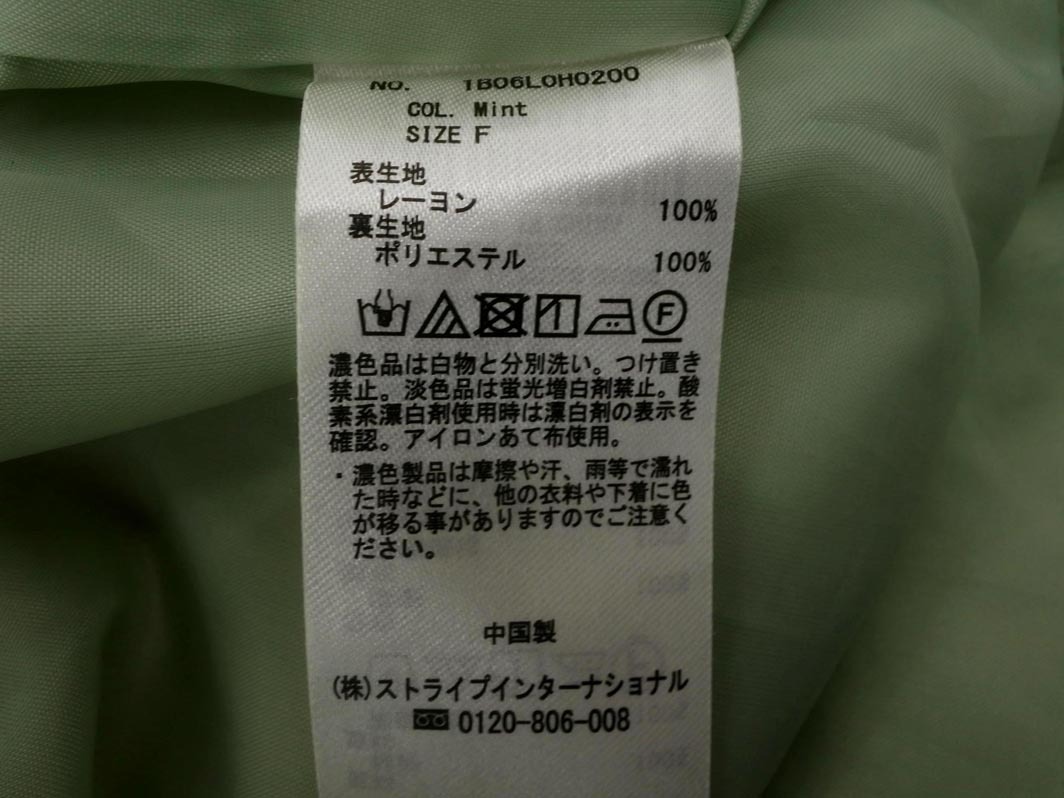 NO. 1B06L0H0200
COL. Mint
SIZE F
表生地
レーヨン 100%
裏生地
ポリエステル 100%
F
濃色品は白物と分別洗い。つけ置き
禁止。淡色品は蛍光増白剤禁止。酸
素系漂白剤使用時は漂白剤の表示を
確認。アイロンあて布使用。
・濃色製品は摩擦や汗、雨等で濡れ
た時などに、他の衣料や下着に色
が移る事がありますのでご注意く
ださい。
中国製
(株)ストライプインターナショナル
0120-806-008